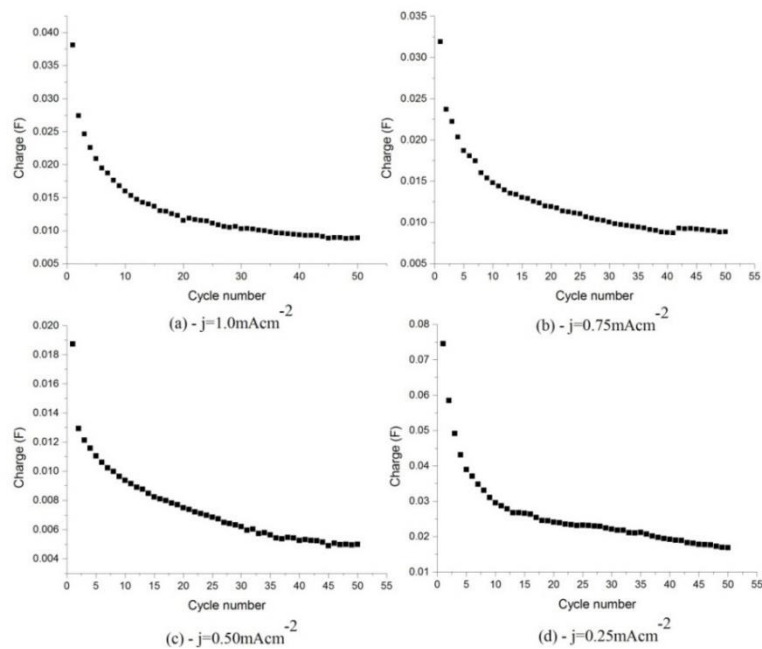 0.040
0.035
0.030
0.025
0.020
0.015
0.010
0.005
Charge (F)
0 10 20 30 40 50
Cycle number
(a) - j=1.0mAcm-2
0.035
0.030
0.025
0.020
0.015
0.010
0.005
Charge (F)
0 5 10 15 20 25 30 35 40 45 50 55
Cycle number
(b) - j=0.75mAcm-2
0.020
0.018
0.016
0.014
0.012
0.010
0.008
0.006
0.004
Charge (F)
0 5 10 15 20 25 30 35 40 45 50 55
Cycle number
(c) - j=0.50mAcm-2
0.08
0.07
0.06
0.05
0.04
0.03
0.02
0.01
Charge (F)
0 5 10 15 20 25 30 35 40 45 50 55
Cycle number
(d) - j=0.25mAcm-2